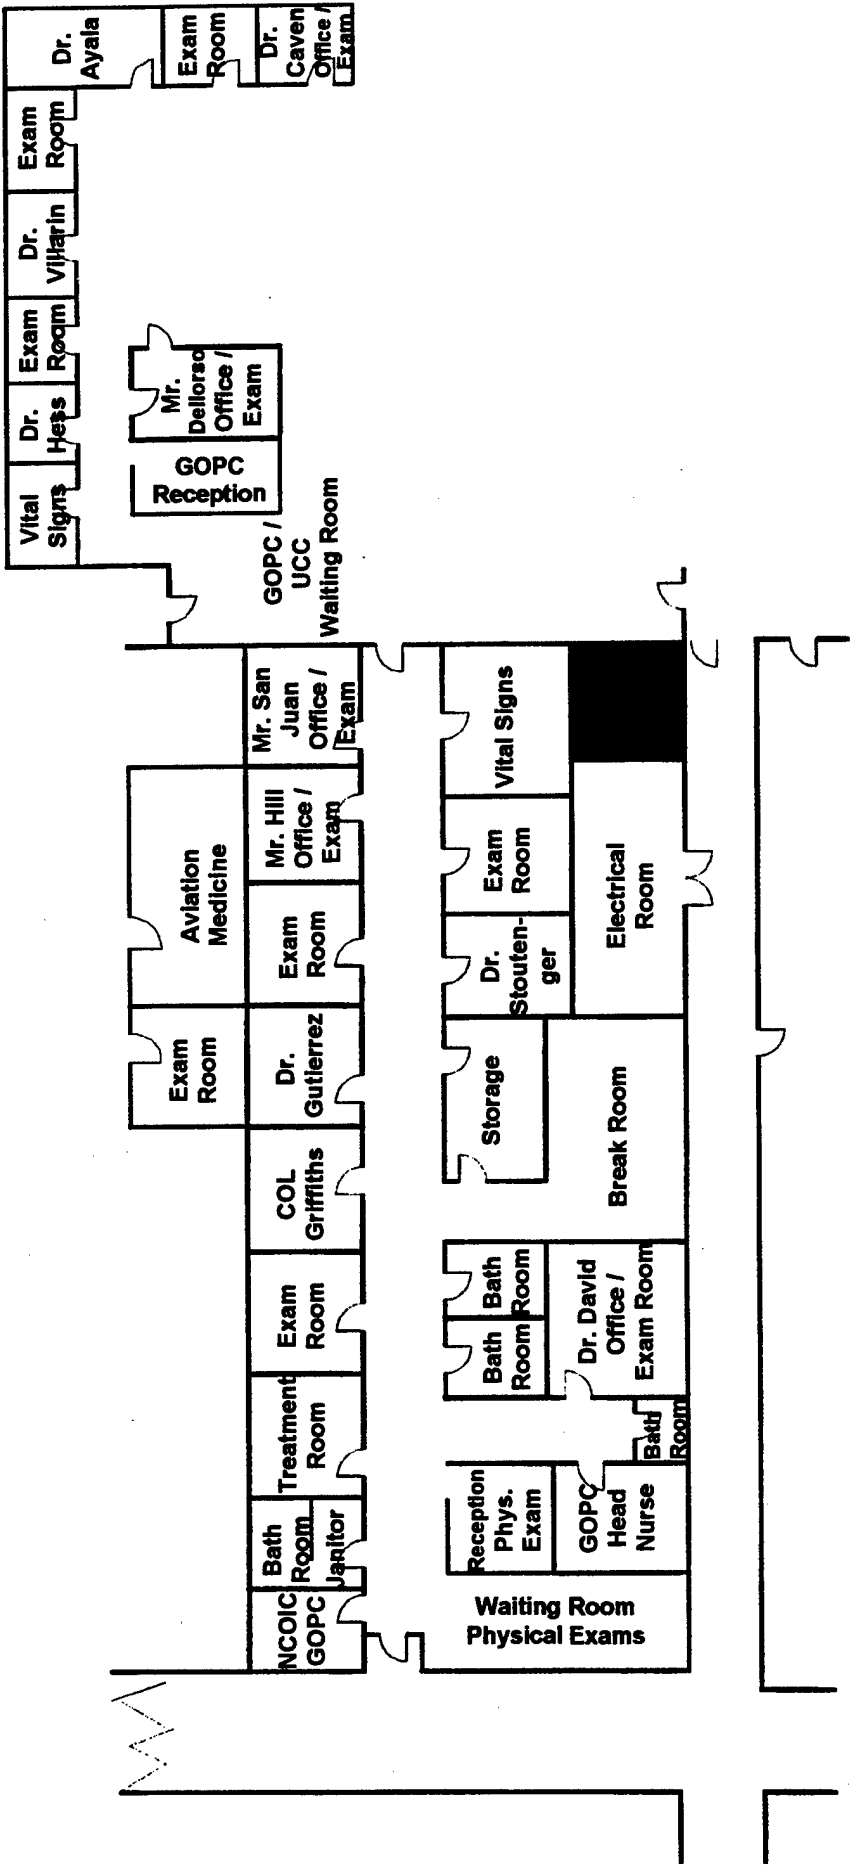 Dr.
Ayala
Exam
Room
Dr.
Caven
Office /
Exam
Exam
Room
Dr.
Villarin
Exam
Room
Dr.
Hess
Vital
Signs
Mr.
Dellorso
Office /
Exam
GOPC
Reception
GOPC /
UCC
Waiting Room
Mr. San
Juan
Office /
Exam
Mr. Hill
Office /
Exam
Exam
Room
Dr.
Gutierrez
COL
Griffiths
Exam
Room
Treatment
Room
Bath
Room
Janitor
NCOIC
GOPC
Aviation
Medicine
Exam
Room
Vital Signs
Exam
Room
Dr.
Stouten-
ger
Electrical
Room
Storage
Break Room
Bath
Room
Bath
Room
Dr. David
Office /
Exam Room
Bath
Room
Reception
Phys.
Exam
GOPC
Head
Nurse
Waiting Room
Physical Exams